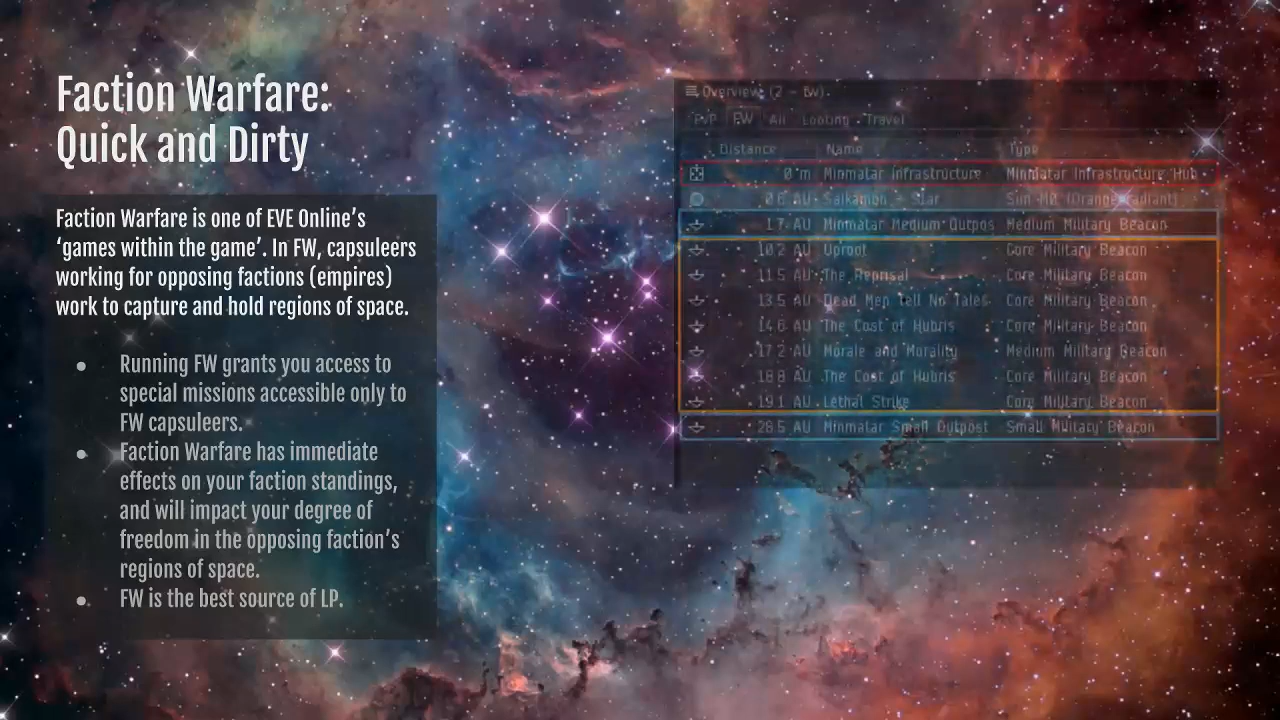 Faction Warfare:
Quick and Dirty
Faction Warfare is one of EVE Online's
'games within the game'. In FW, capsuleers
working for opposing factions (empires)
work to capture and hold regions of space.
● Running FW grants you access to
special missions accessible only to
FW capsuleers.
● Faction Warfare has immediate
effects on your faction standings,
and will impact your degree of
freedom in the opposing faction's
regions of space.
● FW is the best source of LP.
Overview (2 - FW)
PvP FW All Looting Travel
Distance Name Type
0 m Minmatar Infrastructure Minmatar Infrastructure Hub
0.6 AU - Star Sun M0 (Orange Radiant)
1.7 AU Minmatar Medium Outpos Medium Military Beacon
10.2 AU Uproot Core Military Beacon
11.5 AU The Reprisal Core Military Beacon
13.5 AU Dead Men Tell No Tales Core Military Beacon
14.6 AU The Cost of Hubris Core Military Beacon
17.2 AU Morale and Morality Medium Military Beacon
18.8 AU The Cost of Hubris Core Military Beacon
19.1 AU Lethal Strike Core Military Beacon
28.5 AU Minmatar Small Outpost Small Military Beacon